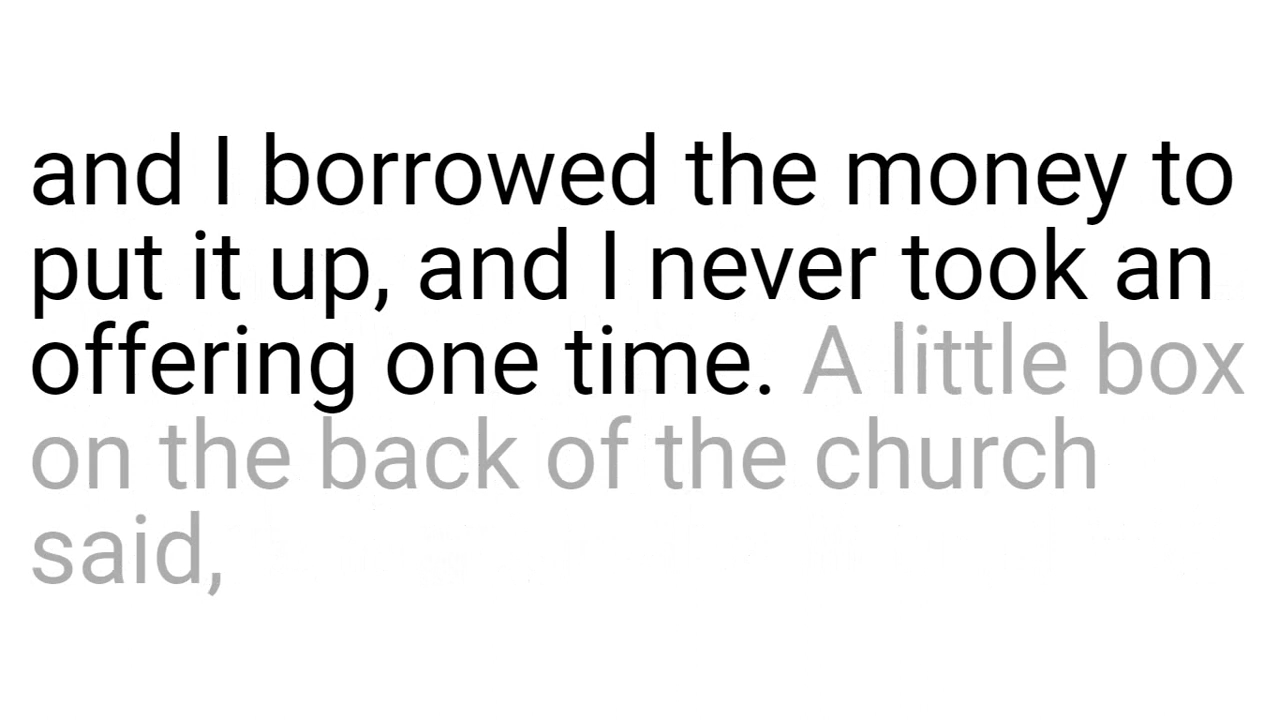 and I borrowed the money to
put it up, and I never took an
offering one time. A little box
on the back of the church
said,